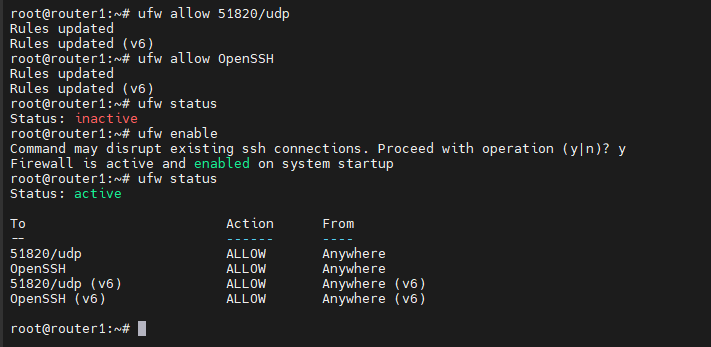 root@router1:~# ufw allow 51820/udp
Rules updated
Rules updated (v6)
root@router1:~# ufw allow OpenSSH
Rules updated
Rules updated (v6)
root@router1:~# ufw status
Status: inactive
root@router1:~# ufw enable
Command may disrupt existing ssh connections. Proceed with operation (y|n)? y
Firewall is active and enabled on system startup
root@router1:~# ufw status
Status: active

To                         Action      From
--                         ------      ----
51820/udp                  ALLOW       Anywhere
OpenSSH                    ALLOW       Anywhere
51820/udp (v6)             ALLOW       Anywhere (v6)
OpenSSH (v6)               ALLOW       Anywhere (v6)

root@router1:~#